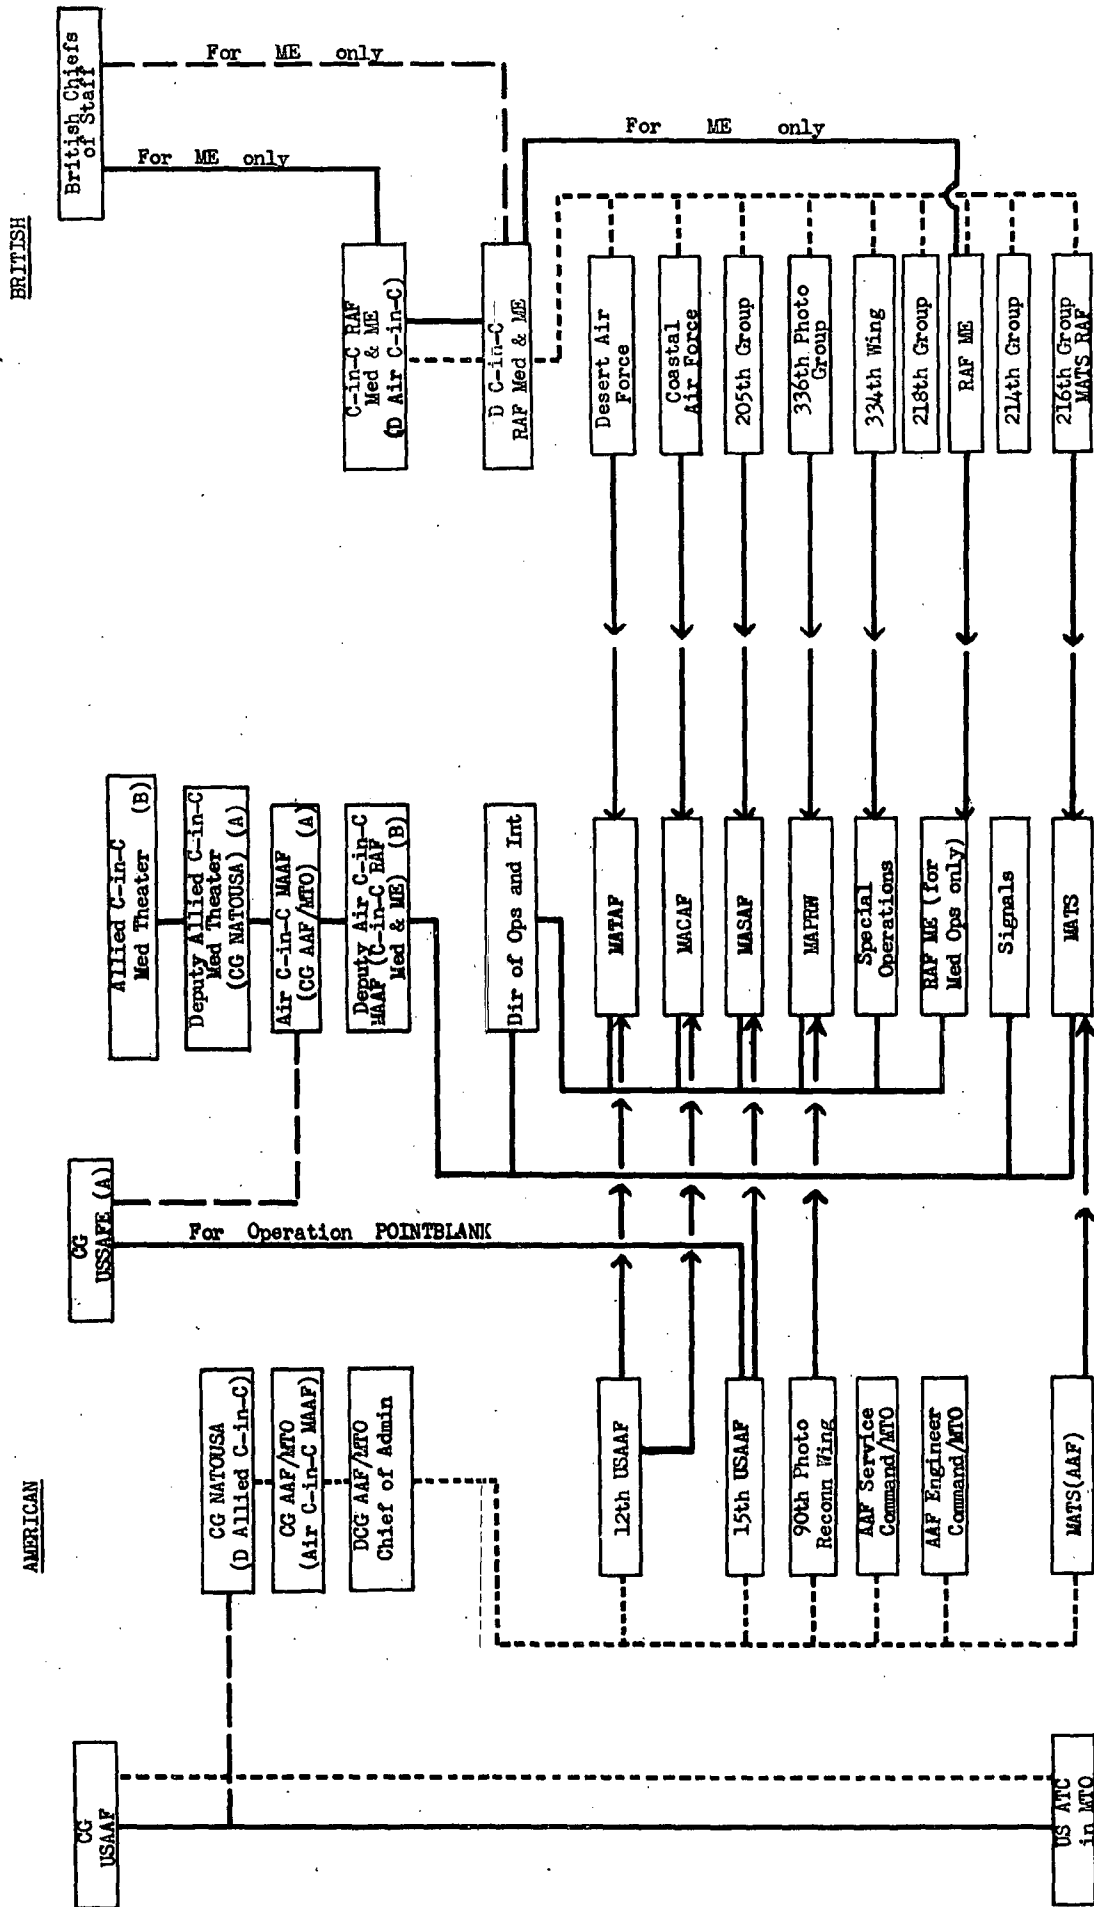 AMERICAN
BRITISH
CG
USAAF
CG
USSAFE (A)
British Chiefs
of Staff
For ME only
For ME only
For ME only
For Operation POINTBLANK
Allied C-in-C
Med Theater (B)
Deputy Allied C-in-C
Med Theater
(CG NATOUSA) (A)
Air C-in-C MAAF
(CG AAF/MTO) (A)
Deputy Air C-in-C
MAAF (C-in-C RAF
Med & ME) (B)
CG NATOUSA
(D Allied C-in-C)
CG AAF/MTO
(Air C-in-C MAAF)
DCG AAF/MTO
Chief of Admin
C-in-C RAF
Med & ME
(D Air C-in-C)
D C-in-C
RAF Med & ME
Dir of Ops and Int
12th USAAF
15th USAAF
90th Photo
Reconn Wing
AAF Service
Command/MTO
AAF Engineer
Command/MTO
MATS(AAF)
US ATC
in MTO
MATAF
MACAF
MASAF
MAPRW
Special
Operations
RAF ME (for
Med Ops only)
Signals
MATS
Desert Air
Force
Coastal
Air Force
205th Group
336th Photo
Group
334th Wing
218th Group
RAF ME
214th Group
216th Group
MATS RAF